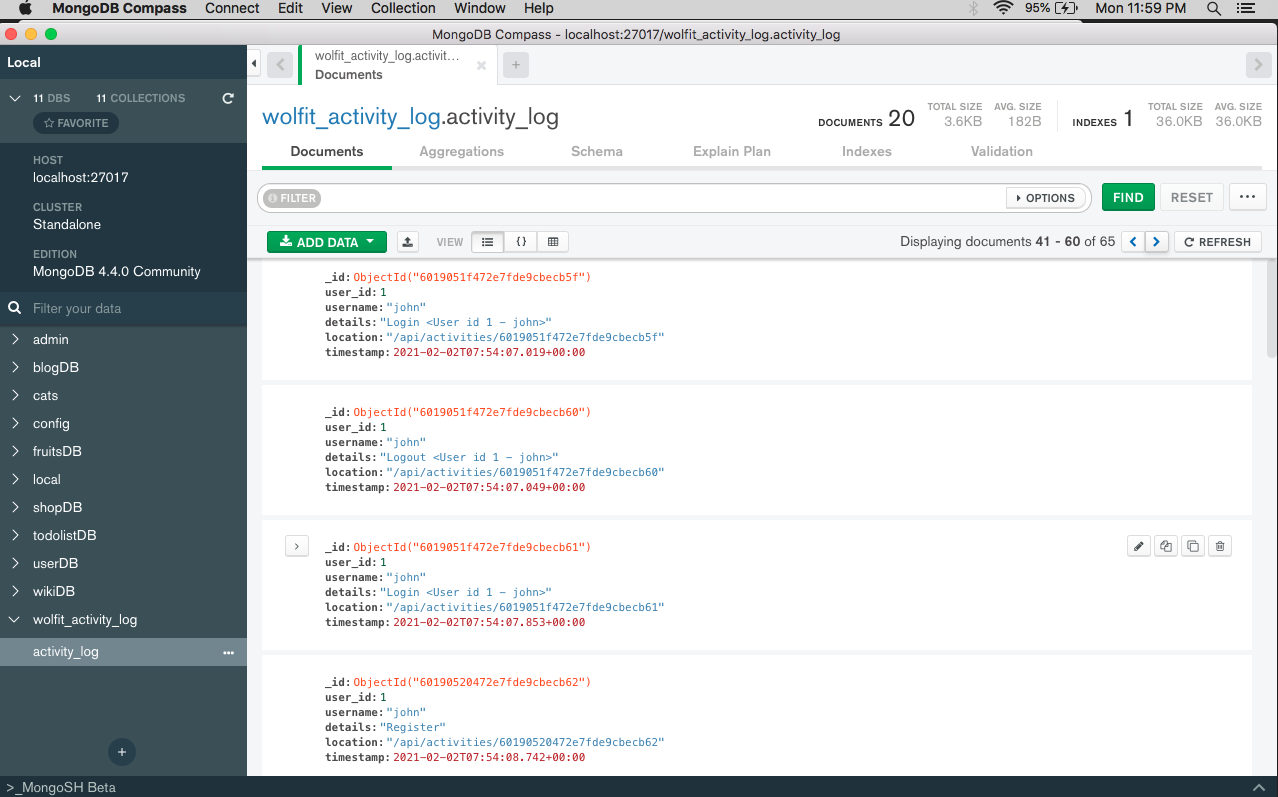 MongoDB Compass Connect Edit View Collection Window Help 95% Mon 11:59 PM
MongoDB Compass - localhost:27017/wolfit_activity_log.activity_log
Local
11 DBS 11 COLLECTIONS
FAVORITE
HOST
localhost:27017
CLUSTER
Standalone
EDITION
MongoDB 4.4.0 Community
Filter your data
admin
blogDB
cats
config
fruitsDB
local
shopDB
todolistDB
userDB
wikiDB
wolfit_activity_log
activity_log
wolfit_activity_log.activit...
Documents
wolfit_activity_log.activity_log
DOCUMENTS 20 TOTAL SIZE 3.6KB AVG. SIZE 182B INDEXES 1 TOTAL SIZE 36.0KB AVG. SIZE 36.0KB
Documents Aggregations Schema Explain Plan Indexes Validation
FILTER OPTIONS FIND RESET ...
ADD DATA VIEW {} Displaying documents 41 - 60 of 65 < > REFRESH
_id: ObjectId("6019051f472e7fde9cbecb5f")
user_id: 1
username: "john"
details: "Login <User id 1 - john>"
location: "/api/activities/6019051f472e7fde9cbecb5f"
timestamp: 2021-02-02T07:54:07.019+00:00
_id: ObjectId("6019051f472e7fde9cbecb60")
user_id: 1
username: "john"
details: "Logout <User id 1 - john>"
location: "/api/activities/6019051f472e7fde9cbecb60"
timestamp: 2021-02-02T07:54:07.049+00:00
_id: ObjectId("6019051f472e7fde9cbecb61")
user_id: 1
username: "john"
details: "Login <User id 1 - john>"
location: "/api/activities/6019051f472e7fde9cbecb61"
timestamp: 2021-02-02T07:54:07.853+00:00
_id: ObjectId("60190520472e7fde9cbecb62")
user_id: 1
username: "john"
details: "Register"
location: "/api/activities/60190520472e7fde9cbecb62"
timestamp: 2021-02-02T07:54:08.742+00:00
>_MongoSH Beta